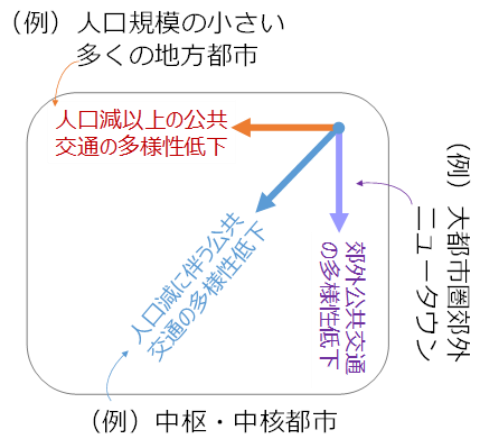 （例）人口規模の小さい
多くの地方都市
人口減以上の公共
交通の多様性低下
人口減に伴う公共
交通の多様性低下
郊外公共交通
の多様性低下
（例）大都市圏郊外
ニュータウン
（例）中枢・中核都市